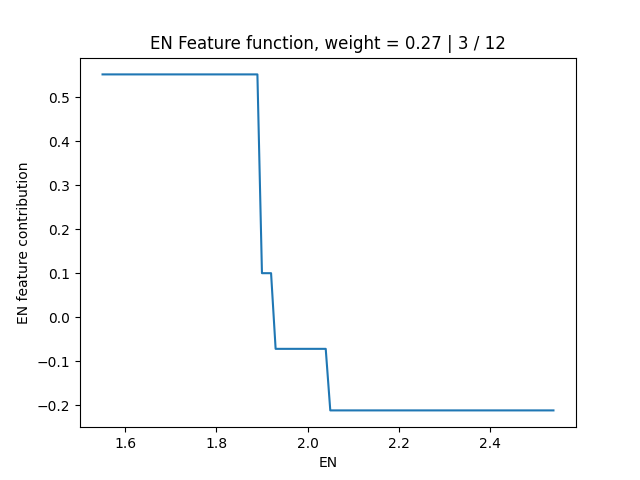 EN Feature function, weight = 0.27 | 3 / 12
EN feature contribution
0.5
0.4
0.3
0.2
0.1
0.0
−0.1
−0.2
1.6 1.8 2.0 2.2 2.4
EN